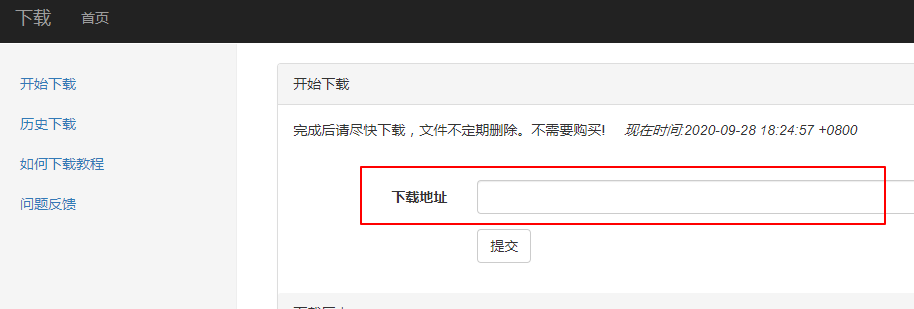 下载 首页
开始下载
历史下载
如何下载教程
问题反馈
开始下载
完成后请尽快下载，文件不定期删除。不需要购买! 现在时间:2020-09-28 18:24:57 +0800
下载地址
提交